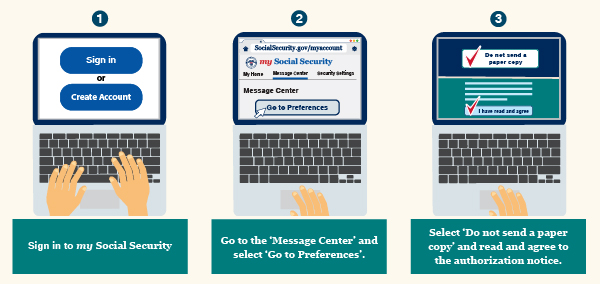 1
Sign in
or
Create Account
Sign in to my Social Security
2
SocialSecurity.gov/myaccount
my Social Security
My Home Message Center Security Settings
Message Center
Go to Preferences
Go to the ‘Message Center’ and
select ‘Go to Preferences’.
3
Do not send a
paper copy
I have read and agree
Select ‘Do not send a paper
copy’ and read and agree to
the authorization notice.